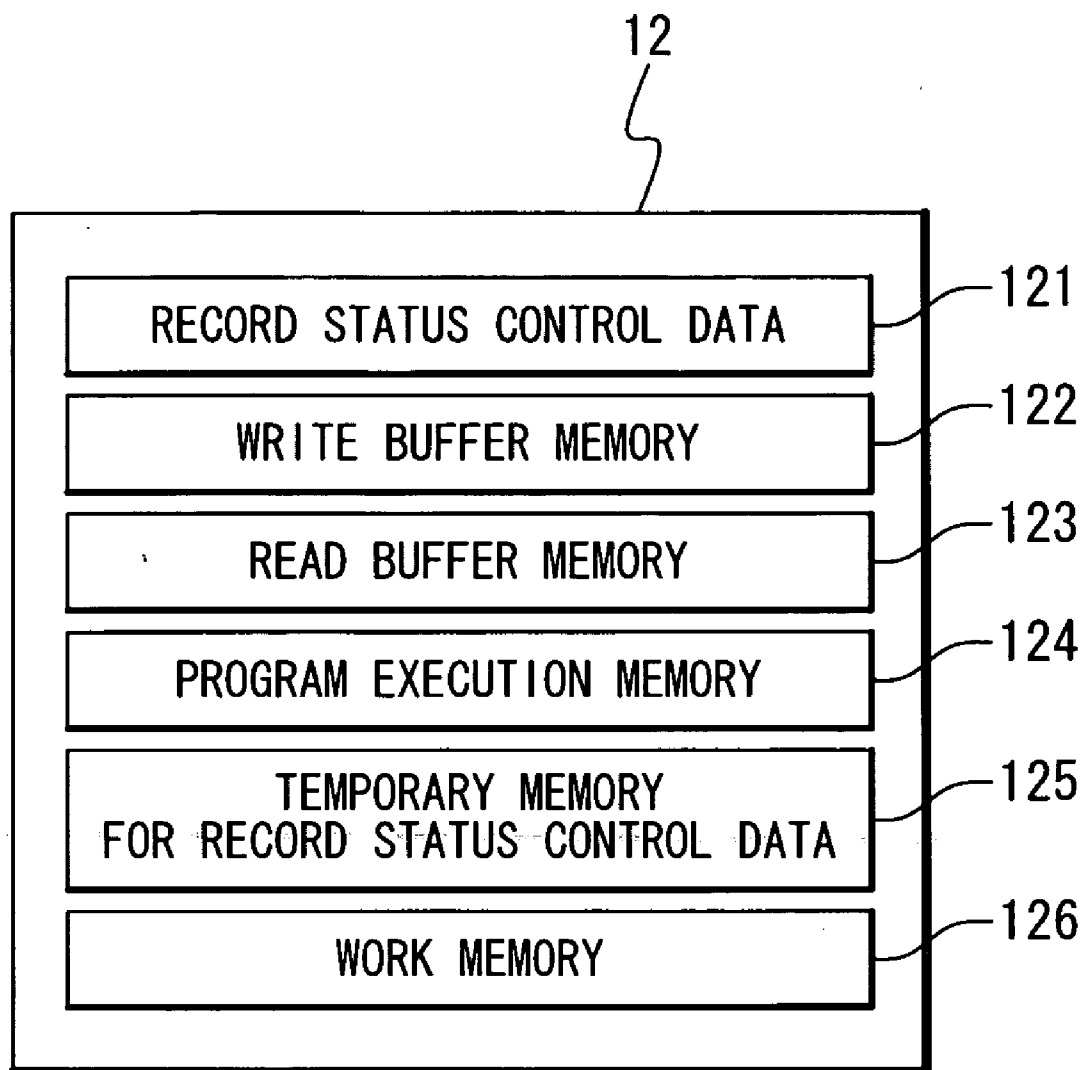 12
RECORD STATUS CONTROL DATA
121
WRITE BUFFER MEMORY
122
READ BUFFER MEMORY
123
PROGRAM EXECUTION MEMORY
124
TEMPORARY MEMORY
FOR RECORD STATUS CONTROL DATA
125
WORK MEMORY
126